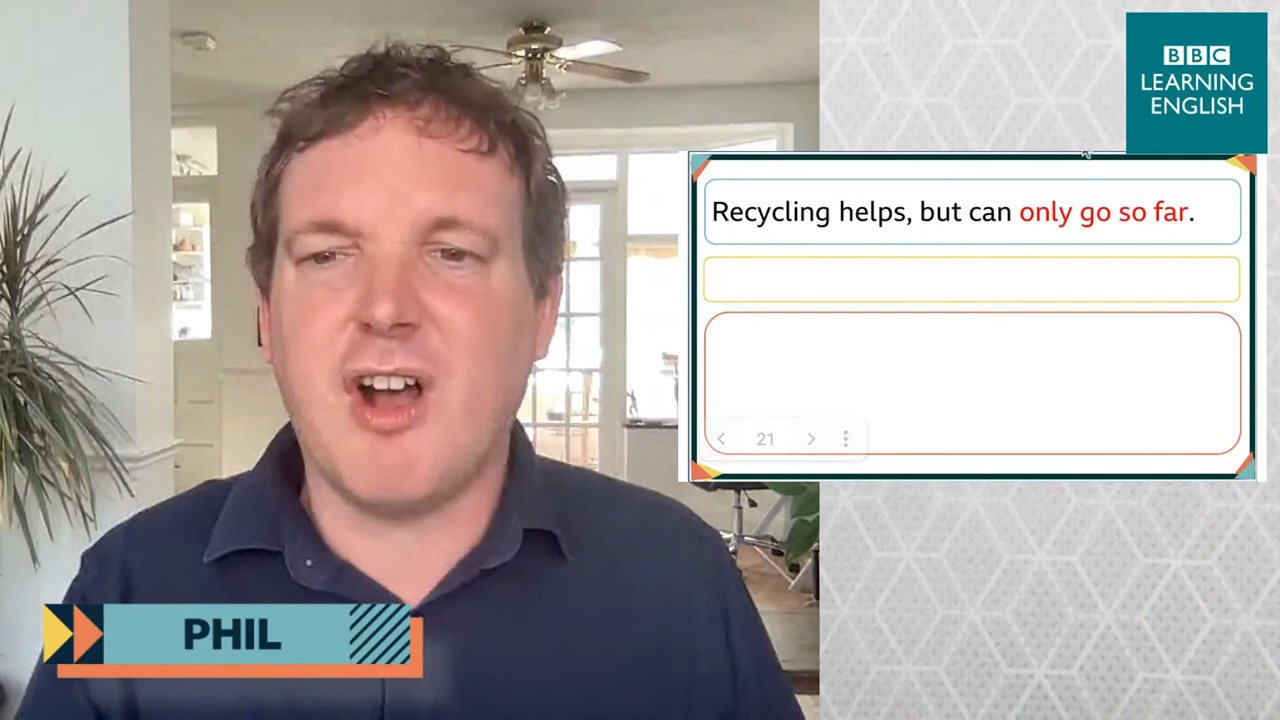 BBC
LEARNING
ENGLISH
Recycling helps, but can only go so far.
21
PHIL